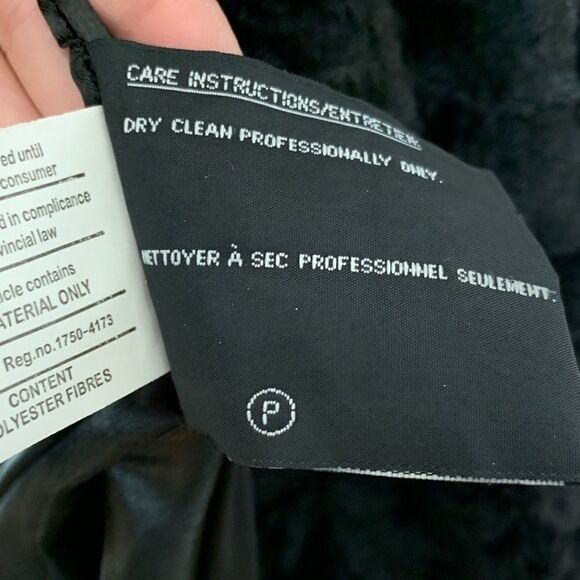 CARE INSTRUCTIONS/ENTRETIEN
DRY CLEAN PROFESSIONALLY ONLY.
NETTOYER À SEC PROFESSIONNEL SEULEMENT.
P
ed until
consumer
d in complicance
vincial law
icle contains
ATERIAL ONLY
Reg.no.1750-4173
CONTENT
OLYESTER FIBRES